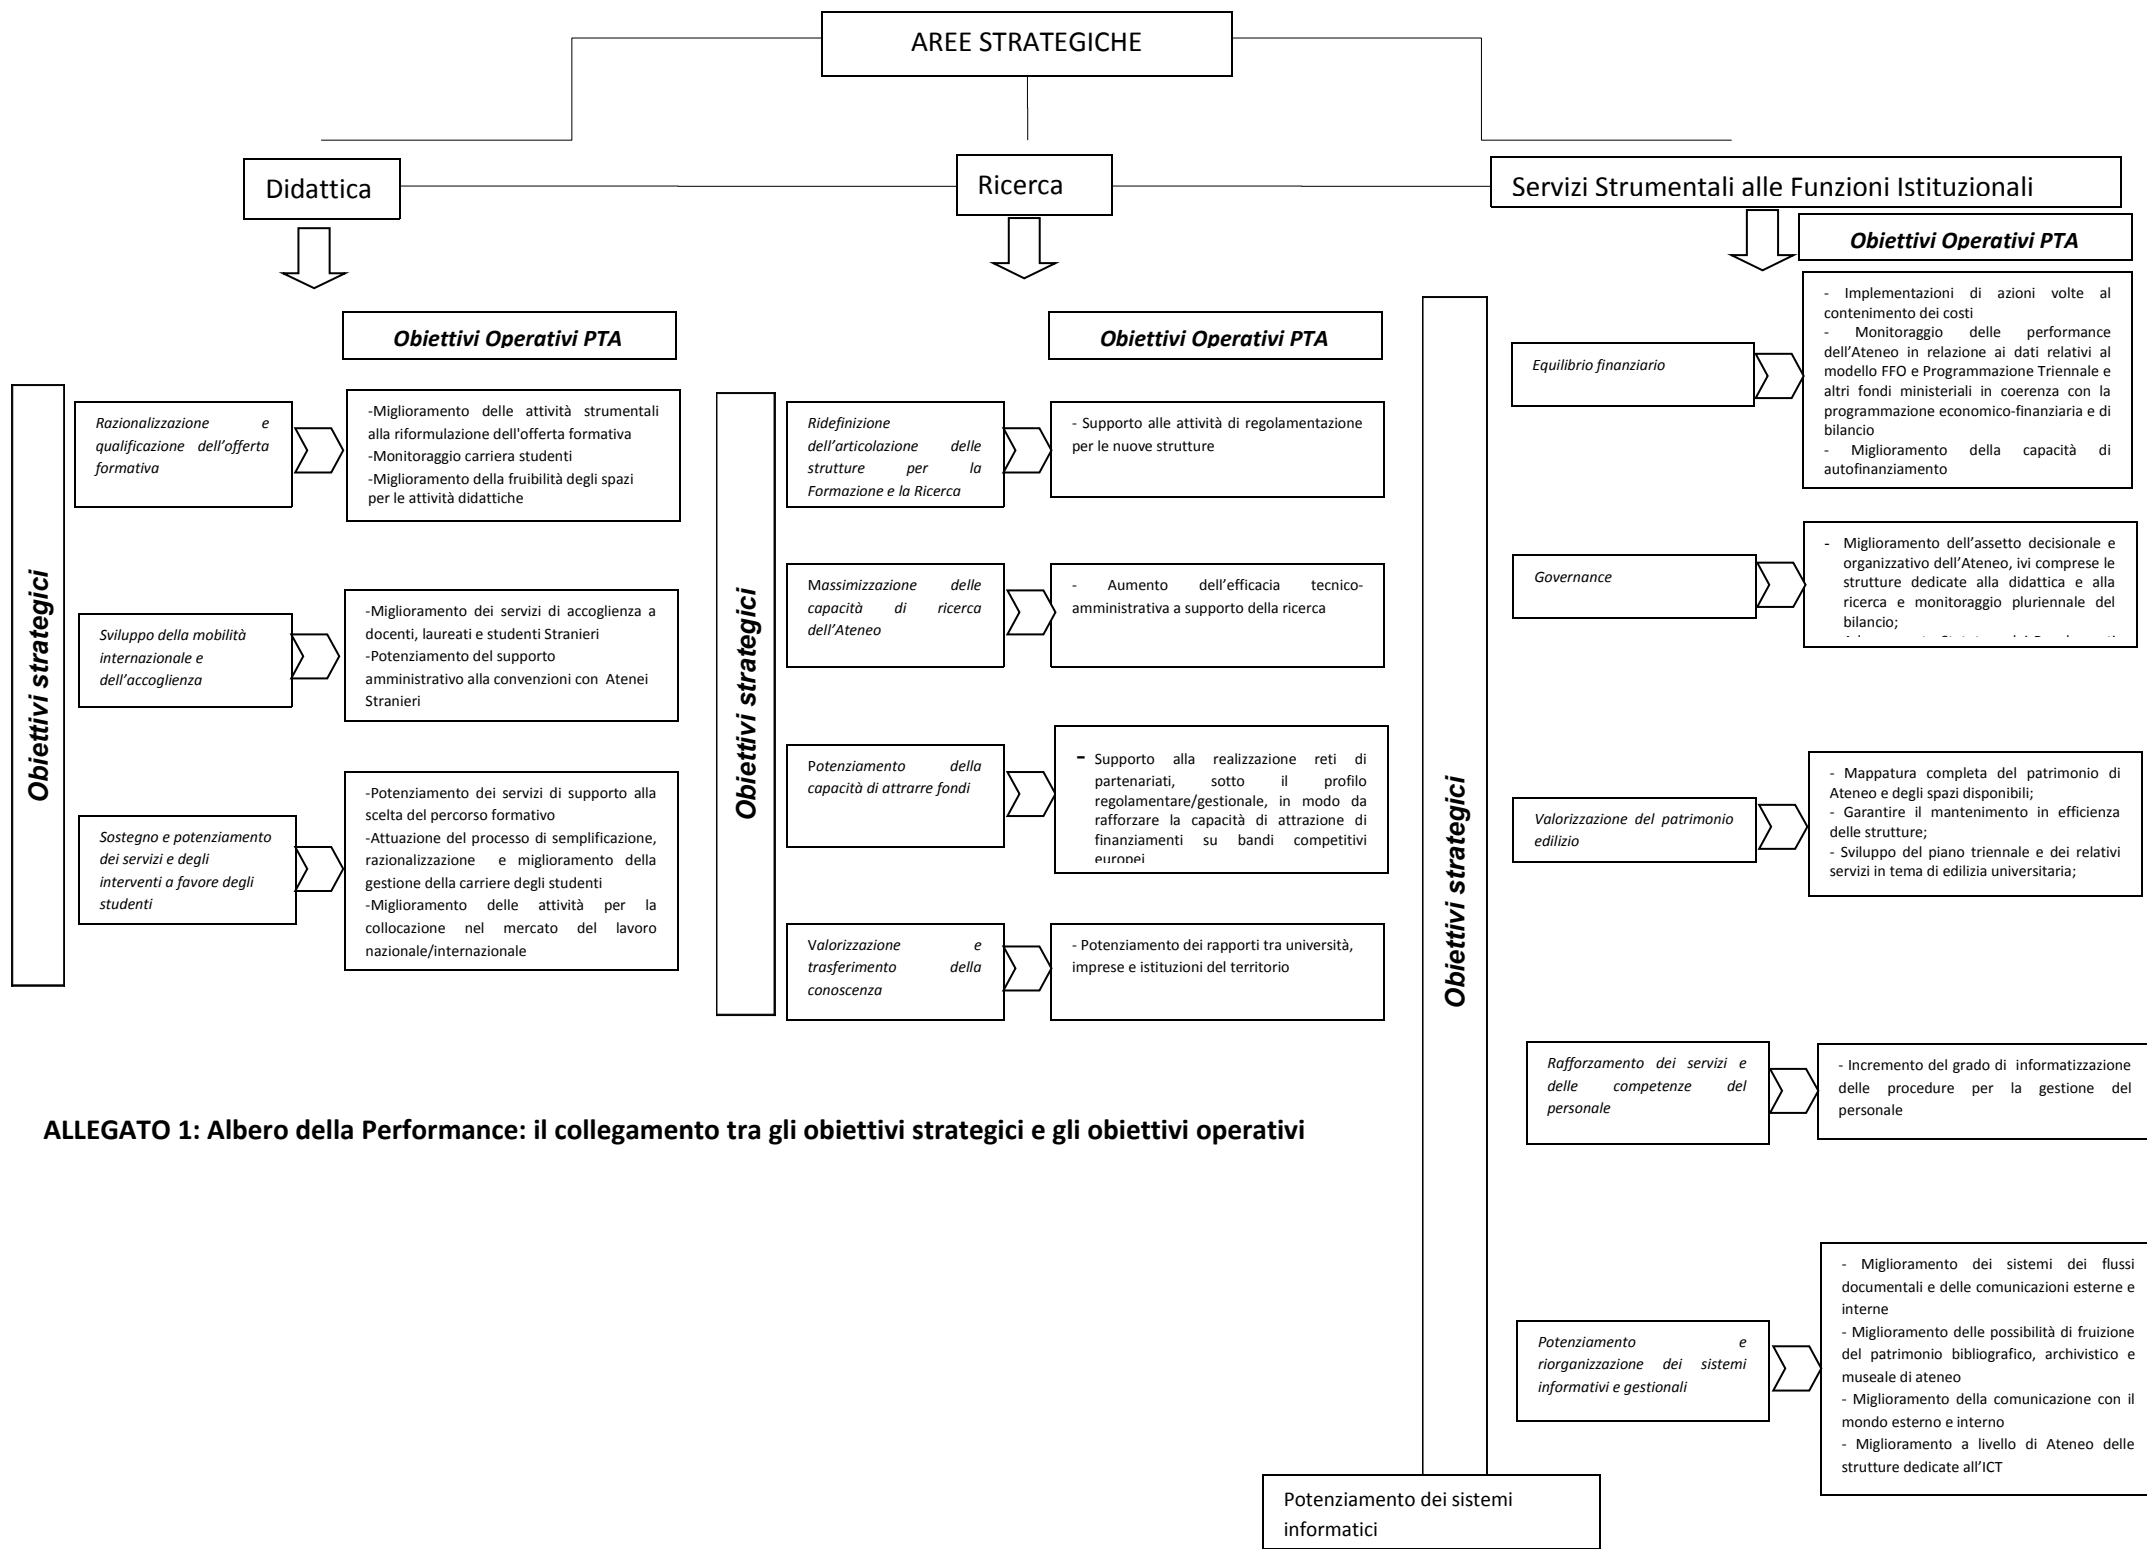 AREE STRATEGICHE
Didattica
Ricerca
Servizi Strumentali alle Funzioni Istituzionali
Obiettivi Operativi PTA
Obiettivi strategici
Razionalizzazione e
qualificazione dell'offerta
formativa
-Miglioramento delle attività strumentali
alla riformulazione dell'offerta formativa
-Monitoraggio carriera studenti
-Miglioramento della fruibilità degli spazi
per le attività didattiche
Sviluppo della mobilità
internazionale e
dell'accoglienza
-Miglioramento dei servizi di accoglienza a
docenti, laureati e studenti Stranieri
-Potenziamento del supporto
amministrativo alla convenzioni con Atenei
Stranieri
Sostegno e potenziamento
dei servizi e degli
interventi a favore degli
studenti
-Potenziamento dei servizi di supporto alla
scelta del percorso formativo
-Attuazione del processo di semplificazione,
razionalizzazione e miglioramento della
gestione della carriere degli studenti
-Miglioramento delle attività per la
collocazione nel mercato del lavoro
nazionale/internazionale
Obiettivi Operativi PTA
Obiettivi strategici
Ridefinizione
dell'articolazione delle
strutture per la
Formazione e la Ricerca
- Supporto alle attività di regolamentazione
per le nuove strutture
Massimizzazione delle
capacità di ricerca
dell'Ateneo
- Aumento dell'efficacia tecnico-
amministrativa a supporto della ricerca
Potenziamento della
capacità di attrarre fondi
- Supporto alla realizzazione reti di
partenariati, sotto il profilo
regolamentare/gestionale, in modo da
rafforzare la capacità di attrazione di
finanziamenti su bandi competitivi
europei
Valorizzazione e
trasferimento della
conoscenza
- Potenziamento dei rapporti tra università,
imprese e istituzioni del territorio
Obiettivi Operativi PTA
Obiettivi strategici
Equilibrio finanziario
- Implementazioni di azioni volte al
contenimento dei costi
- Monitoraggio delle performance
dell'Ateneo in relazione ai dati relativi al
modello FFO e Programmazione Triennale e
altri fondi ministeriali in coerenza con la
programmazione economico-finanziaria e di
bilancio
- Miglioramento della capacità di
autofinanziamento
Governance
- Miglioramento dell'assetto decisionale e
organizzativo dell'Ateneo, ivi comprese le
strutture dedicate alla didattica e alla
ricerca e monitoraggio pluriennale del
bilancio;
Valorizzazione del patrimonio
edilizio
- Mappatura completa del patrimonio di
Ateneo e degli spazi disponibili;
- Garantire il mantenimento in efficienza
delle strutture;
- Sviluppo del piano triennale e dei relativi
servizi in tema di edilizia universitaria;
Rafforzamento dei servizi e
delle competenze del
personale
- Incremento del grado di informatizzazione
delle procedure per la gestione del
personale
Potenziamento e
riorganizzazione dei sistemi
informativi e gestionali
- Miglioramento dei sistemi dei flussi
documentali e delle comunicazioni esterne e
interne
- Miglioramento delle possibilità di fruizione
del patrimonio bibliografico, archivistico e
museale di ateneo
- Miglioramento della comunicazione con il
mondo esterno e interno
- Miglioramento a livello di Ateneo delle
strutture dedicate all'ICT
Potenziamento dei sistemi
informatici
ALLEGATO 1: Albero della Performance: il collegamento tra gli obiettivi strategici e gli obiettivi operativi